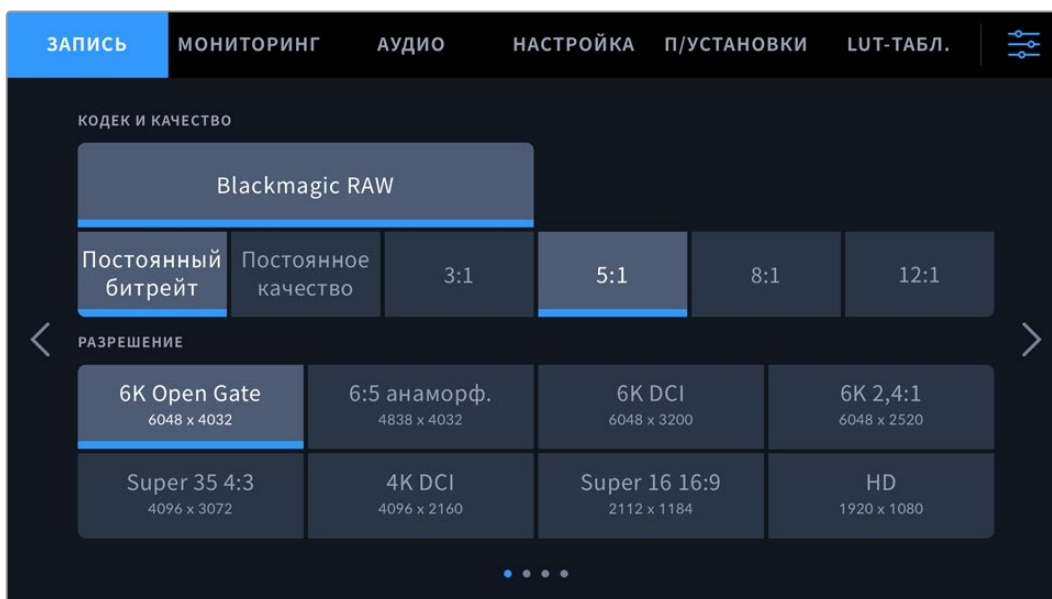 ЗАПИСЬ МОНИТОРИНГ АУДИО НАСТРОЙКА П/УСТАНОВКИ LUT-ТАБЛ.
КОДЕК И КАЧЕСТВО
Blackmagic RAW
Постоянный битрейт
Постоянное качество
3:1
5:1
8:1
12:1
РАЗРЕШЕНИЕ
6K Open Gate
6048 x 4032
6:5 анаморф.
4838 x 4032
6K DCI
6048 x 3200
6K 2,4:1
6048 x 2520
Super 35 4:3
4096 x 3072
4K DCI
4096 x 2160
Super 16 16:9
2112 x 1184
HD
1920 x 1080